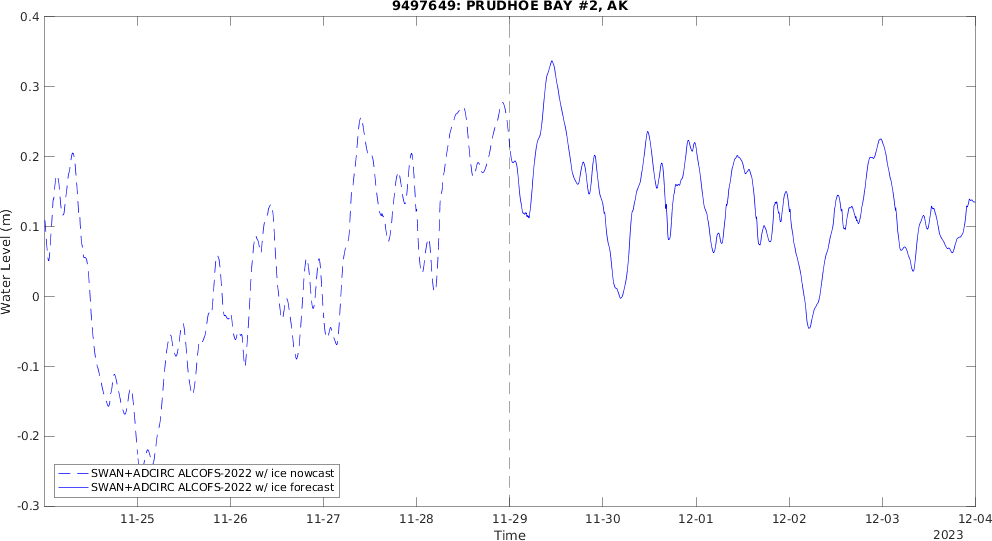 9497649: PRUDHOE BAY #2, AK
0.4
0.3
0.2
0.1
0
-0.1
-0.2
-0.3
Water Level (m)
SWAN+ADCIRC ALCOFS-2022 w/ ice nowcast
SWAN+ADCIRC ALCOFS-2022 w/ ice forecast
11-25 11-26 11-27 11-28 11-29 11-30 12-01 12-02 12-03 12-04
Time
2023